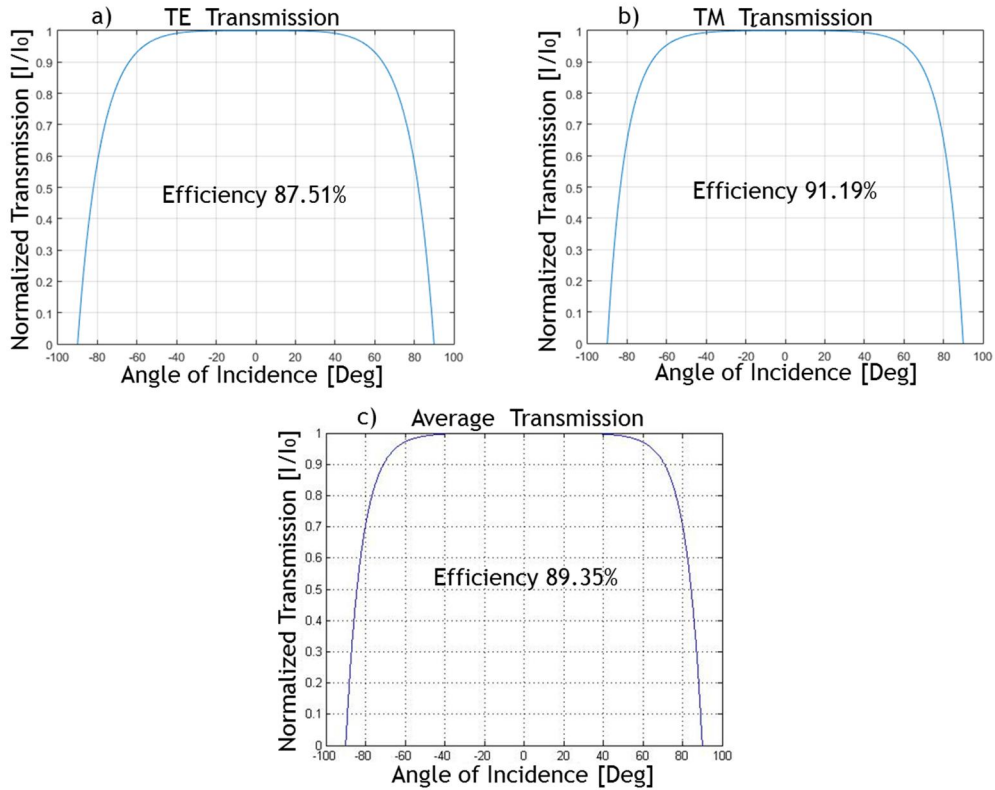 a) TE Transmission
Normalized Transmission [I/I₀]
1
0.9
0.8
0.7
0.6
0.5
0.4
0.3
0.2
0.1
0
Efficiency 87.51%
-100 -80 -60 -40 -20 0 20 40 60 80 100
Angle of Incidence [Deg]
b) TM Transmission
Normalized Transmission [I/I₀]
1
0.9
0.8
0.7
0.6
0.5
0.4
0.3
0.2
0.1
0
Efficiency 91.19%
-100 -80 -60 -40 -20 0 20 40 60 80 100
Angle of Incidence [Deg]
c) Average Transmission
Normalized Transmission [I/I₀]
1
0.9
0.8
0.7
0.6
0.5
0.4
0.3
0.2
0.1
0
Efficiency 89.35%
-100 -80 -60 -40 -20 0 20 40 60 80 100
Angle of Incidence [Deg]